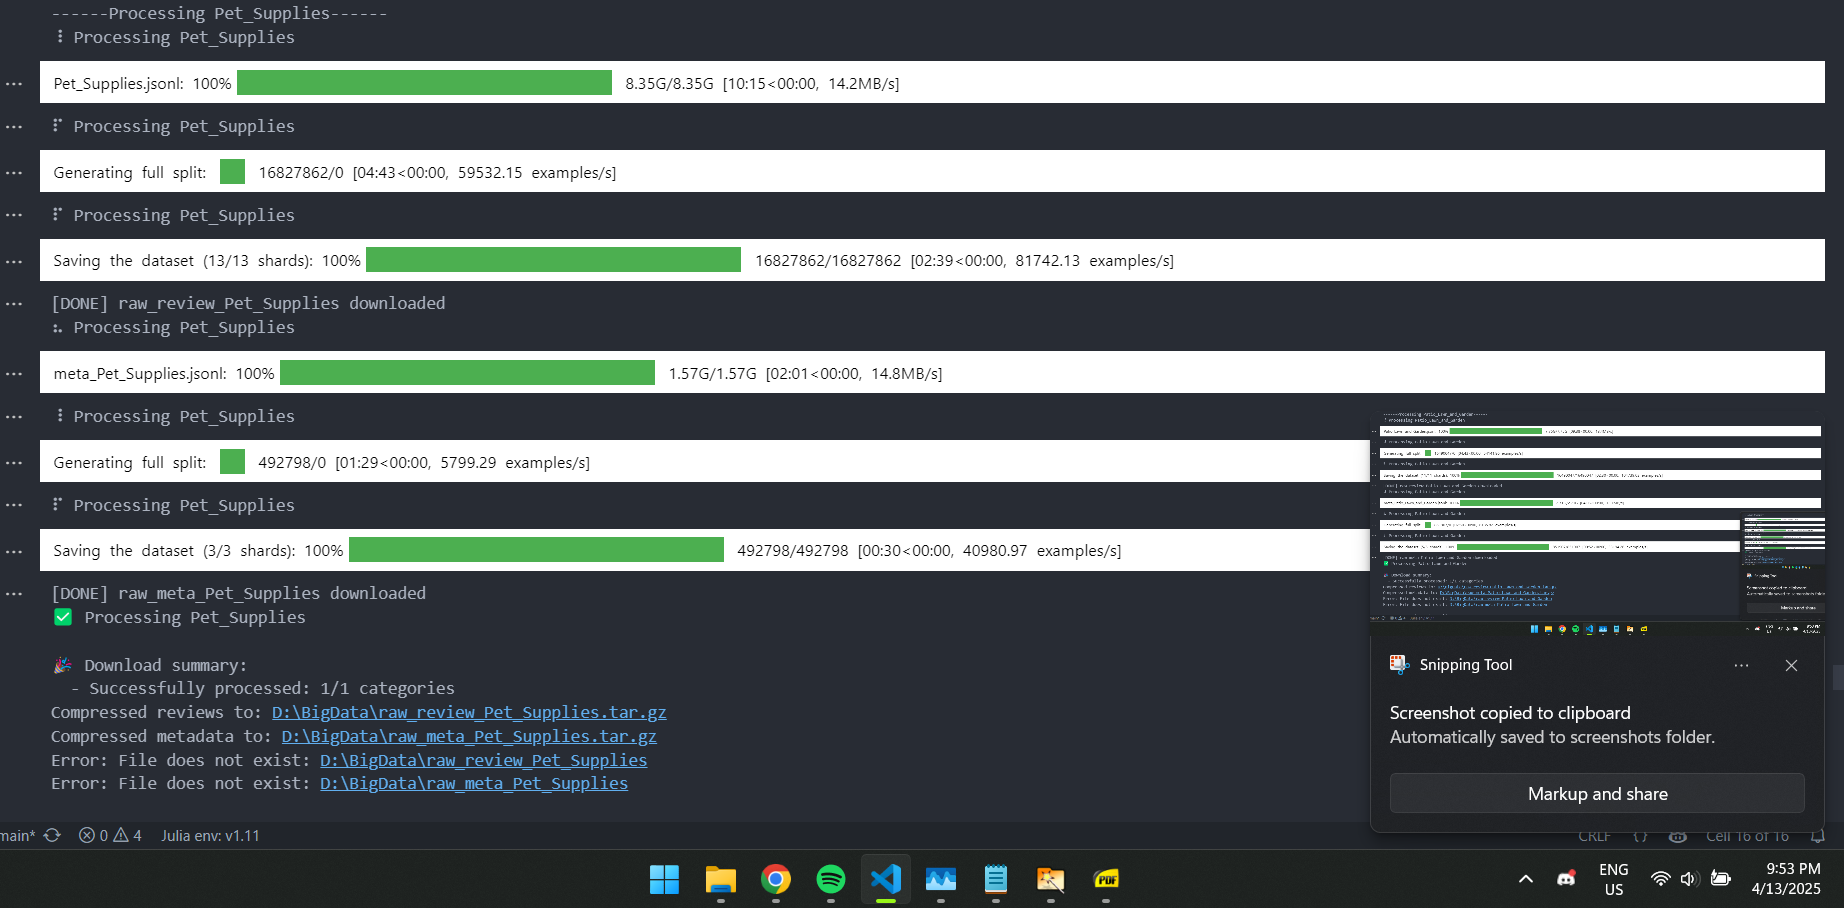 ------Processing Pet_Supplies------
⠸ Processing Pet_Supplies
Pet_Supplies.jsonl: 100% 8.35G/8.35G [10:15<00:00, 14.2MB/s]
⠏ Processing Pet_Supplies
Generating full split: 16827862/0 [04:43<00:00, 59532.15 examples/s]
⠏ Processing Pet_Supplies
Saving the dataset (13/13 shards): 100% 16827862/16827862 [02:39<00:00, 81742.13 examples/s]
[DONE] raw_review_Pet_Supplies downloaded
⠦ Processing Pet_Supplies
meta_Pet_Supplies.jsonl: 100% 1.57G/1.57G [02:01<00:00, 14.8MB/s]
⠸ Processing Pet_Supplies
Generating full split: 492798/0 [01:29<00:00, 5799.29 examples/s]
⠏ Processing Pet_Supplies
Saving the dataset (3/3 shards): 100% 492798/492798 [00:30<00:00, 40980.97 examples/s]
[DONE] raw_meta_Pet_Supplies downloaded
✅ Processing Pet_Supplies
🎉 Download summary:
- Successfully processed: 1/1 categories
Compressed reviews to: D:\BigData\raw_review_Pet_Supplies.tar.gz
Compressed metadata to: D:\BigData\raw_meta_Pet_Supplies.tar.gz
Error: File does not exist: D:\BigData\raw_review_Pet_Supplies
Error: File does not exist: D:\BigData\raw_meta_Pet_Supplies
Snipping Tool
Screenshot copied to clipboard
Automatically saved to screenshots folder.
Markup and share
main* 0 4 Julia env: v1.11
CRLF {} Cell 16 of 16
PDF
ENG
US
9:53 PM
4/13/2025